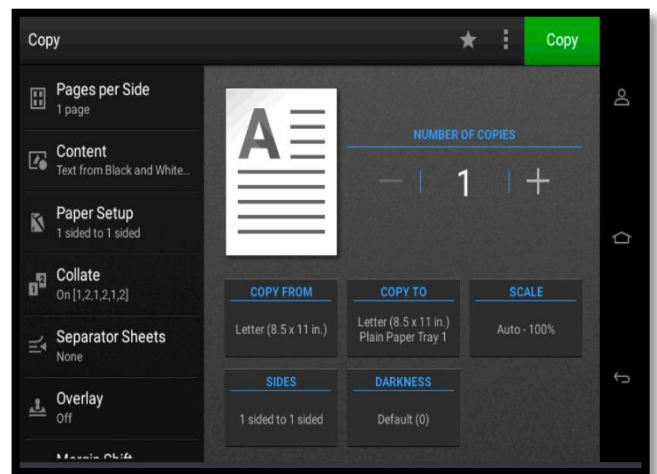 Copy
Copy
Pages per Side
1 page
Content
Text from Black and White...
Paper Setup
1 sided to 1 sided
Collate
On [1,2,1,2,1,2]
Separator Sheets
None
Overlay
Off
Margin Shift
A
NUMBER OF COPIES
1
COPY FROM
Letter (8.5 x 11 in.)
COPY TO
Letter (8.5 x 11 in.)
Plain Paper Tray 1
SCALE
Auto - 100%
SIDES
1 sided to 1 sided
DARKNESS
Default (0)